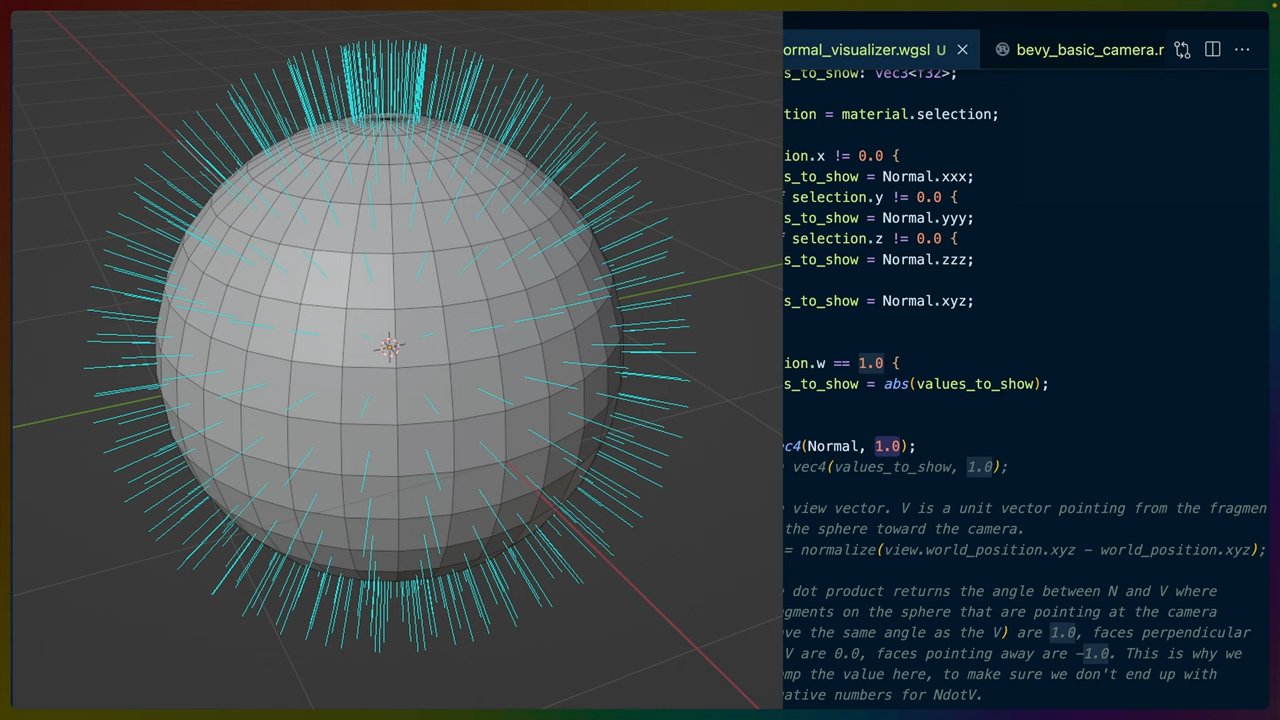 ormal_visualizer.wgsl U
bevy_basic_camera.r
s_to_show: vec3<f32>;
tion = material.selection;
ion.x != 0.0 {
s_to_show = Normal.xxx;
f selection.y != 0.0 {
s_to_show = Normal.yyy;
f selection.z != 0.0 {
s_to_show = Normal.zzz;
s_to_show = Normal.xyz;
ion.w == 1.0 {
s_to_show = abs(values_to_show);
c4(Normal, 1.0);
vec4(values_to_show, 1.0);
view vector. V is a unit vector pointing from the fragmen
the sphere toward the camera.
= normalize(view.world_position.xyz - world_position.xyz);
dot product returns the angle between N and V where
gments on the sphere that are pointing at the camera
ve the same angle as the V) are 1.0, faces perpendicular
V are 0.0, faces pointing away are -1.0. This is why we
mp the value here, to make sure we don't end up with
ative numbers for NdotV.